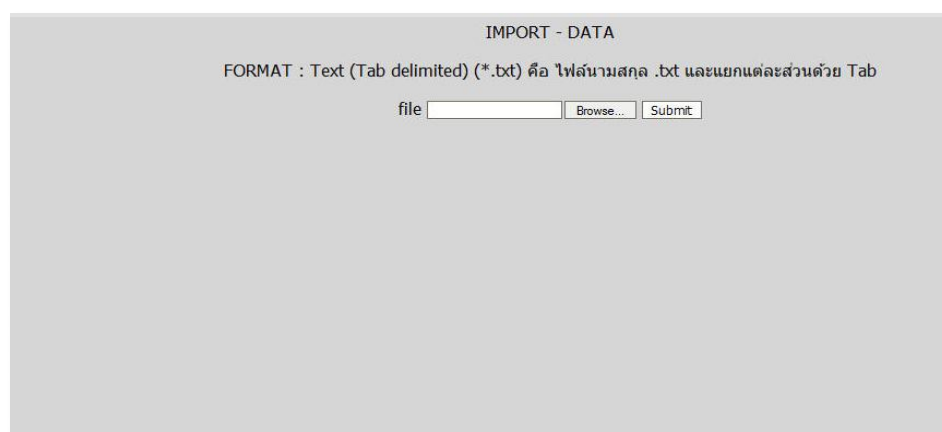 IMPORT - DATA
FORMAT : Text (Tab delimited) (*.txt) คือ ไฟล์นามสกุล .txt และแยกแต่ละส่วนด้วย Tab
file Browse... Submit